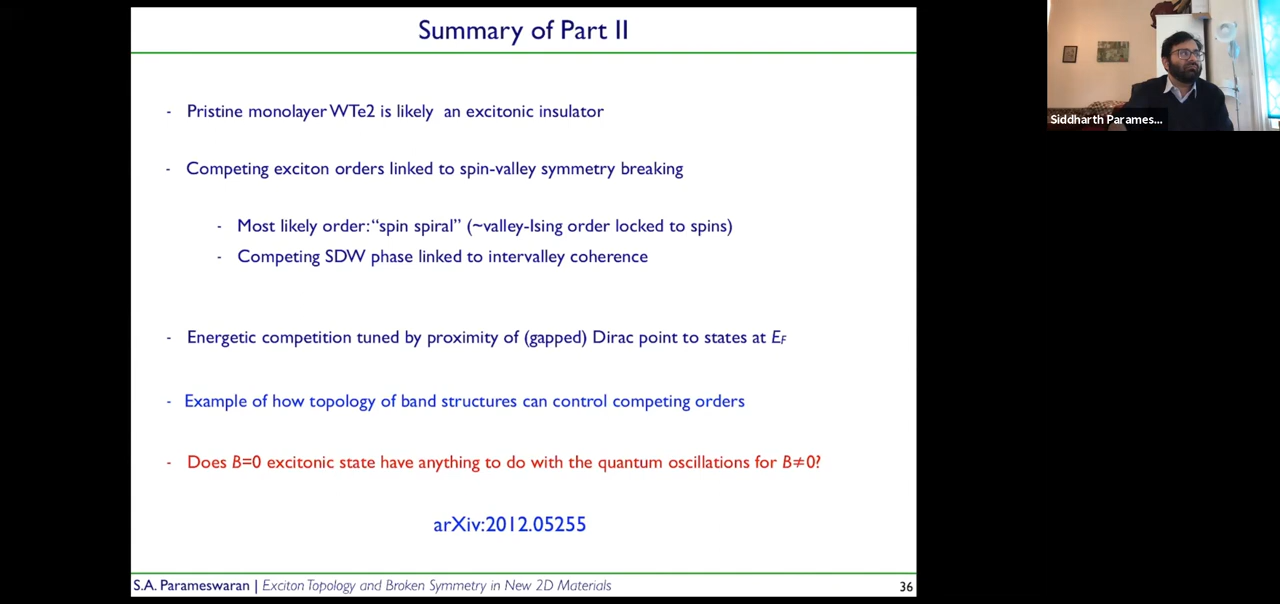 Summary of Part II
- Pristine monolayer WTe2 is likely an excitonic insulator
- Competing exciton orders linked to spin-valley symmetry breaking
- Most likely order: "spin spiral" (~valley-Ising order locked to spins)
- Competing SDW phase linked to intervalley coherence
- Energetic competition tuned by proximity of (gapped) Dirac point to states at EF
- Example of how topology of band structures can control competing orders
- Does B=0 excitonic state have anything to do with the quantum oscillations for B≠0?
arXiv:2012.05255
S.A. Parameswaran | Exciton Topology and Broken Symmetry in New 2D Materials
36
Siddharth Parames...